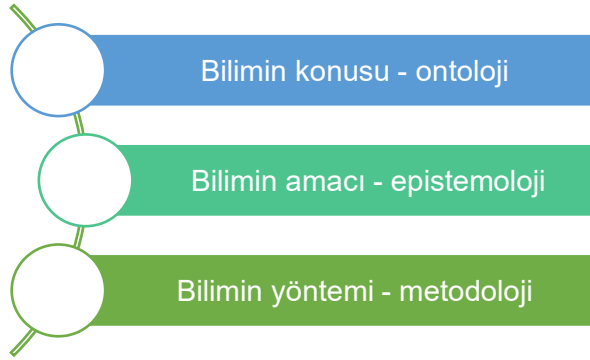 Bilimin konusu - ontoloji
Bilimin amacı - epistemoloji
Bilimin yöntemi - metodoloji